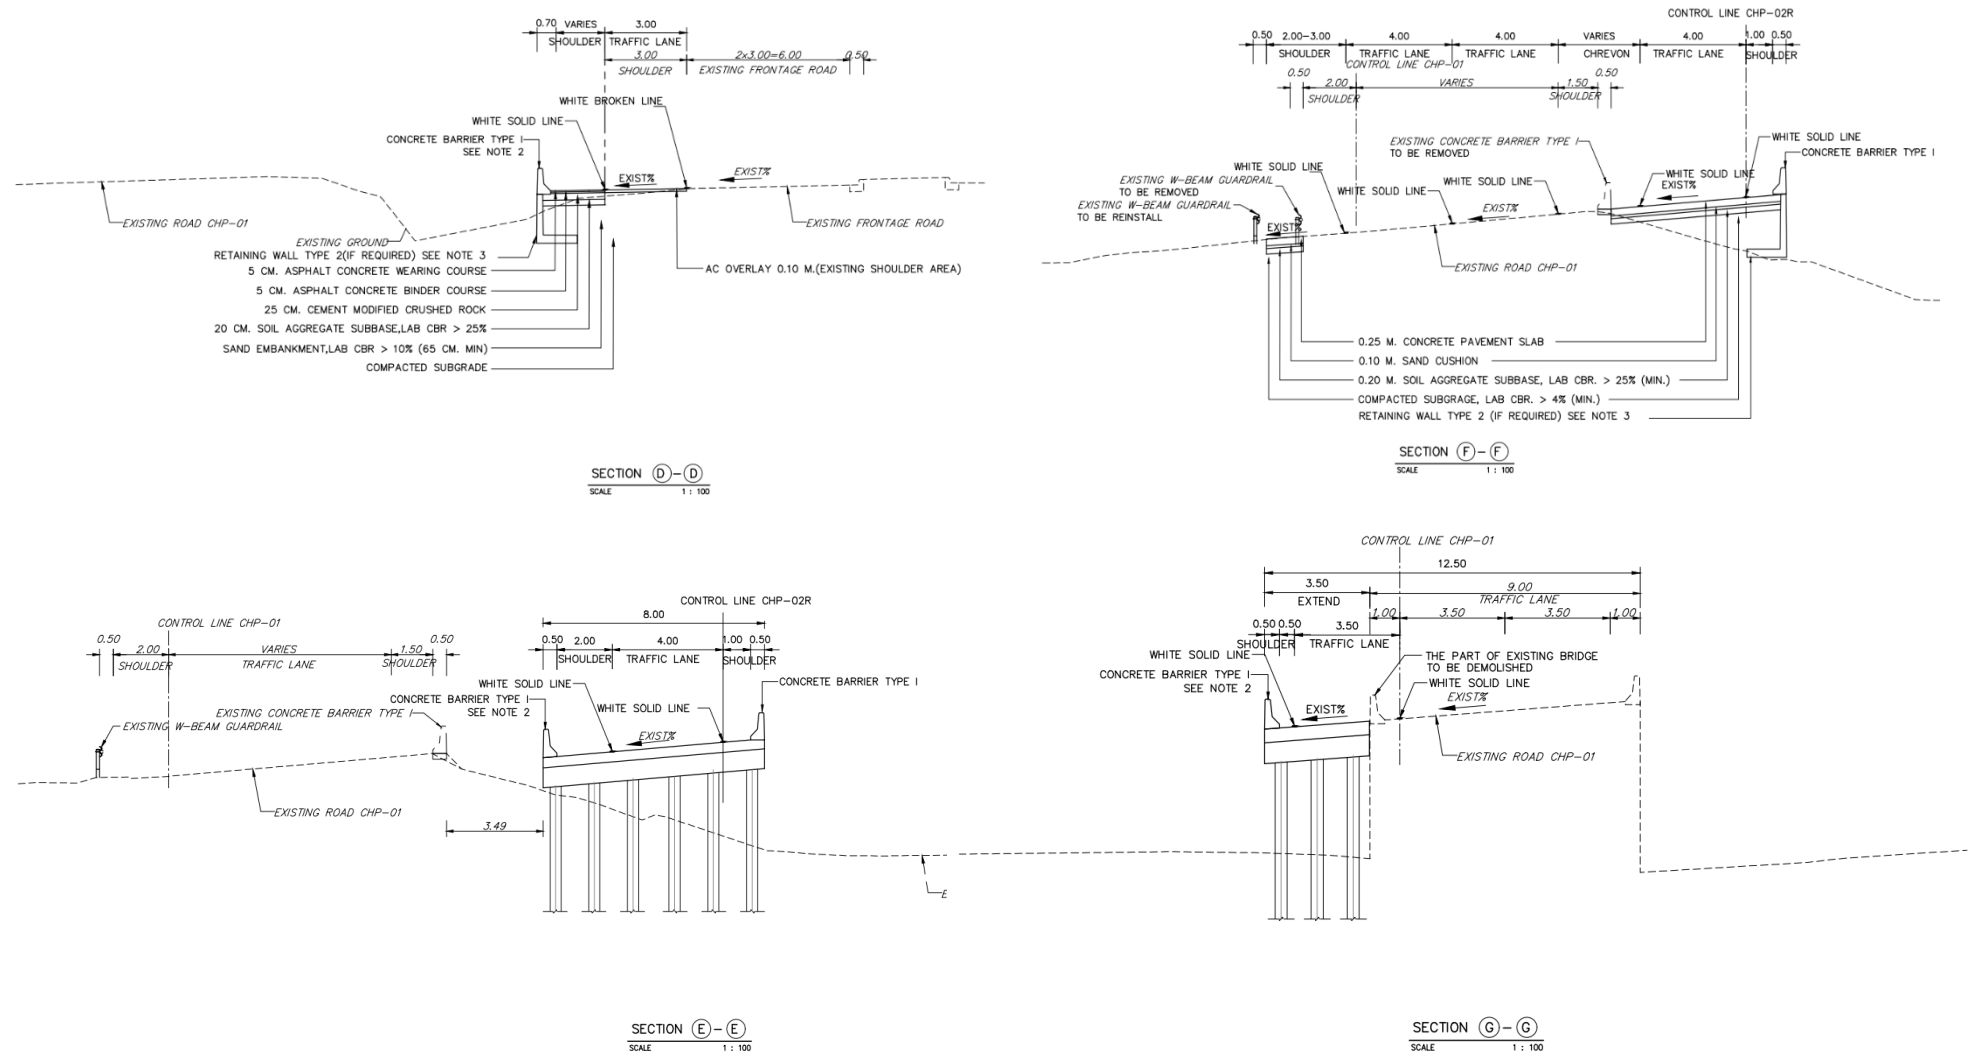 0.70 VARIES 3.00
SHOULDER TRAFFIC LANE
3.00 2x3.00=6.00 0.50
SHOULDER EXISTING FRONTAGE ROAD
WHITE BROKEN LINE
WHITE SOLID LINE
CONCRETE BARRIER TYPE I
SEE NOTE 2
EXIST% EXIST%
EXISTING ROAD CHP-01
EXISTING FRONTAGE ROAD
EXISTING GROUND
RETAINING WALL TYPE 2(IF REQUIRED) SEE NOTE 3
5 CM. ASPHALT CONCRETE WEARING COURSE
AC OVERLAY 0.10 M.(EXISTING SHOULDER AREA)
5 CM. ASPHALT CONCRETE BINDER COURSE
25 CM. CEMENT MODIFIED CRUSHED ROCK
20 CM. SOIL AGGREGATE SUBBASE,LAB CBR > 25%
SAND EMBANKMENT,LAB CBR > 10% (65 CM. MIN)
COMPACTED SUBGRADE
SECTION D-D
SCALE 1 : 100
CONTROL LINE CHP-02R
0.50 2.00-3.00 4.00 4.00 VARIES 4.00 1.00 0.50
SHOULDER TRAFFIC LANE TRAFFIC LANE CHREVON TRAFFIC LANE SHOULDER
CONTROL LINE CHP-01
0.50 0.50
2.00 VARIES 1.50
SHOULDER SHOULDER
EXISTING CONCRETE BARRIER TYPE I
TO BE REMOVED
WHITE SOLID LINE
CONCRETE BARRIER TYPE I
WHITE SOLID LINE
WHITE SOLID LINE
EXISTING W-BEAM GUARDRAIL
TO BE REMOVED
WHITE SOLID LINE
WHITE SOLID LINE
EXIST%
EXISTING W-BEAM GUARDRAIL
TO BE REINSTALL
EXIST% EXIST%
EXISTING ROAD CHP-01
0.25 M. CONCRETE PAVEMENT SLAB
0.10 M. SAND CUSHION
0.20 M. SOIL AGGREGATE SUBBASE, LAB CBR. > 25% (MIN.)
COMPACTED SUBGRAGE, LAB CBR. > 4% (MIN.)
RETAINING WALL TYPE 2 (IF REQUIRED) SEE NOTE 3
SECTION F-F
SCALE 1 : 100
CONTROL LINE CHP-02R
8.00
CONTROL LINE CHP-01
0.50 0.50
2.00 VARIES 1.50
SHOULDER TRAFFIC LANE SHOULDER
0.50 2.00 4.00 1.00 0.50
SHOULDER TRAFFIC LANE SHOULDER
WHITE SOLID LINE
CONCRETE BARRIER TYPE I
CONCRETE BARRIER TYPE I
SEE NOTE 2
WHITE SOLID LINE
EXISTING CONCRETE BARRIER TYPE I
EXISTING W-BEAM GUARDRAIL
EXIST%
EXISTING ROAD CHP-01
3.49
E
SECTION E-E
SCALE 1 : 100
CONTROL LINE CHP-01
12.50
3.50 9.00
EXTEND TRAFFIC LANE
1.00 3.50 3.50 1.00
0.50 0.50 3.50
SHOULDER TRAFFIC LANE
WHITE SOLID LINE
THE PART OF EXISTING BRIDGE
TO BE DEMOLISHED
CONCRETE BARRIER TYPE I
SEE NOTE 2
WHITE SOLID LINE
EXIST%
EXIST%
EXISTING ROAD CHP-01
SECTION G-G
SCALE 1 : 100